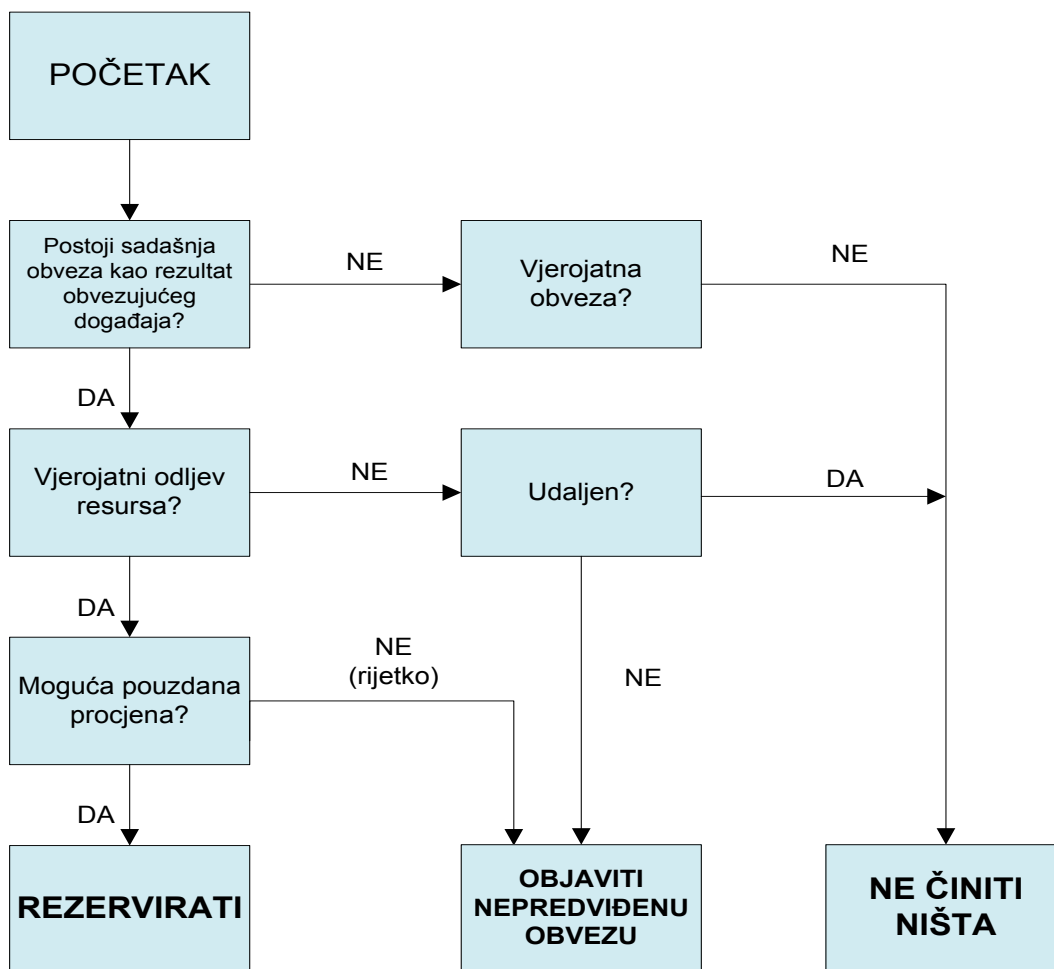 POČETAK
Postoji sadašnja
obveza kao rezultat
obvezujućeg
događaja?
NE
Vjerojatna
obveza?
NE
DA
Vjerojatni odljev
resursa?
NE
Udaljen?
DA
DA
Moguća pouzdana
procjena?
NE
(rijetko)
NE
DA
REZERVIRATI
OBJAVITI
NEPREDVIĐENU
OBVEZU
NE ČINITI
NIŠTA